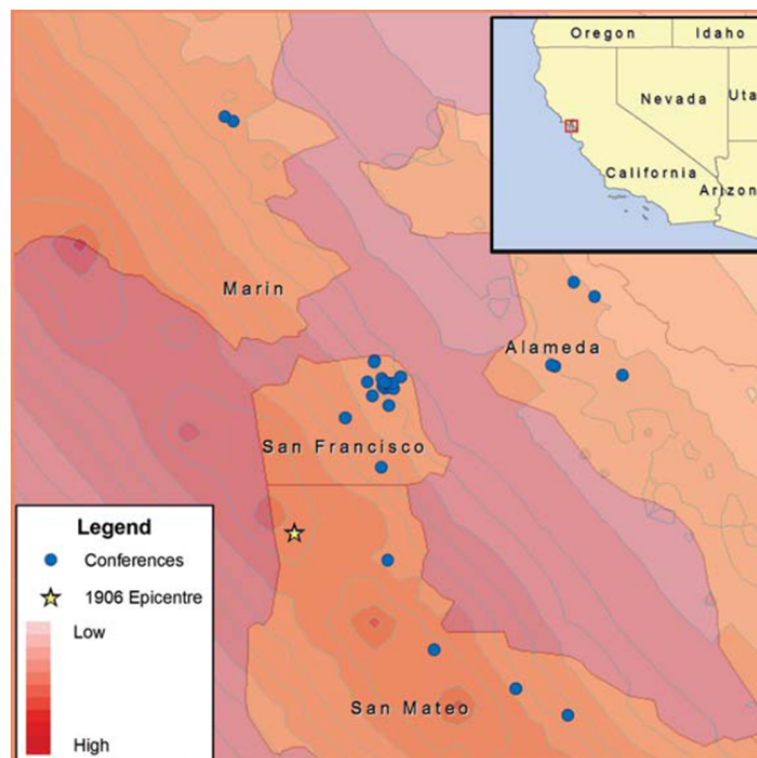 Oregon
Idaho
Nevada
Uta
California
Arizon
Marin
Alameda
San Francisco
Legend
Conferences
1906 Epicentre
Low
High
San Mateo